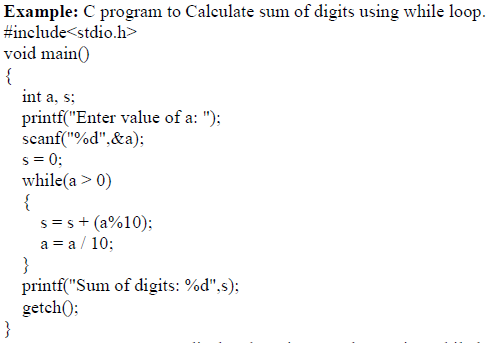 Example: C program to Calculate sum of digits using while loop.
#include<stdio.h>
void main()
{
int a, s;
printf("Enter value of a: ");
scanf("%d",&a);
s = 0;
while(a > 0)
{
s = s + (a%10);
a = a / 10;
}
printf("Sum of digits: %d",s);
getch();
}